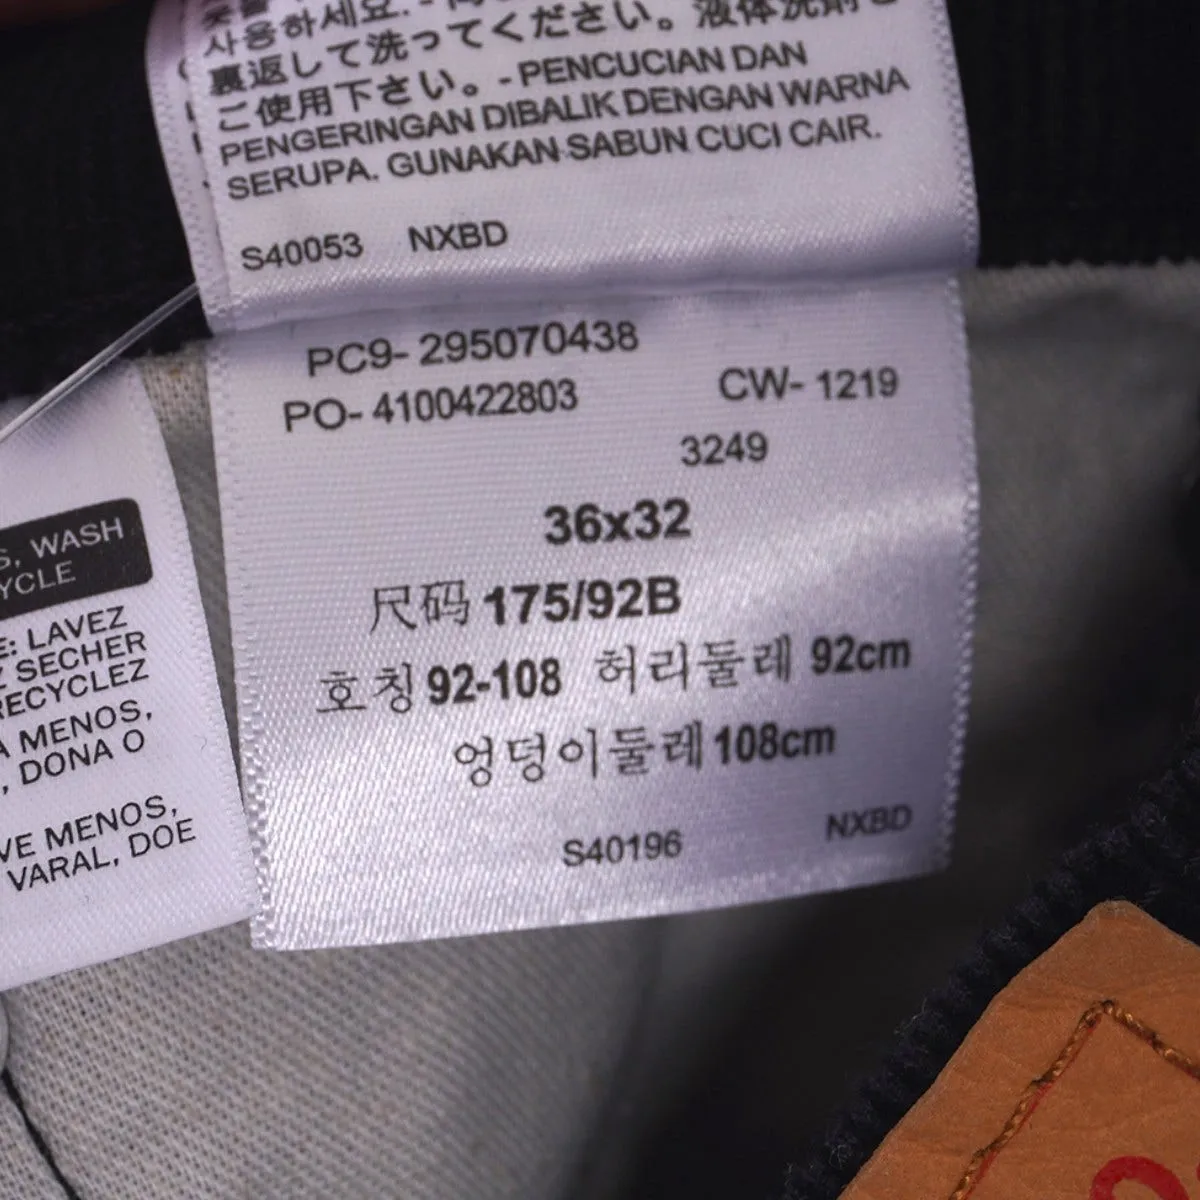 사용하세요. -
裏返して洗ってください。液体洗剤を
ご使用下さい。- PENCUCIAN DAN
PENGERINGAN DIBALIK DENGAN WARNA
SERUPA. GUNAKAN SABUN CUCI CAIR.
S40053 NXBD
PC9- 295070438
PO- 4100422803 CW- 1219
3249
36x32
尺码 175/92B
호칭 92-108 허리둘레 92cm
엉덩이둘레 108cm
S40196 NXBD
S, WASH
YCLE
E: LAVEZ
Z SECHER
RECYCLEZ
A MENOS,
, DONA O
VE MENOS,
VARAL, DOE